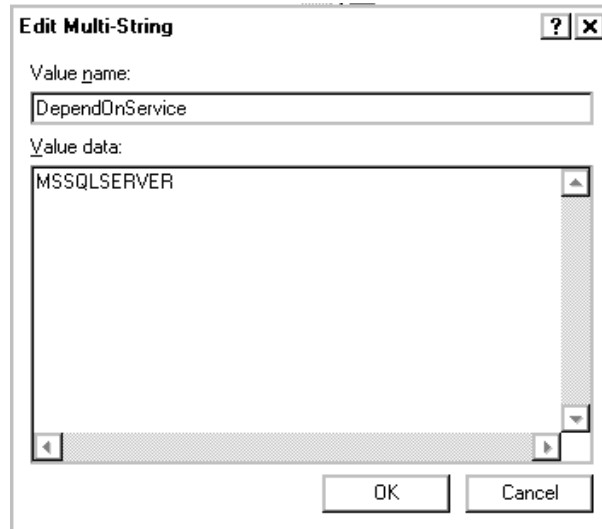 Edit Multi-String
Value name:
DependOnService
Value data:
MSSQLSERVER
OK Cancel